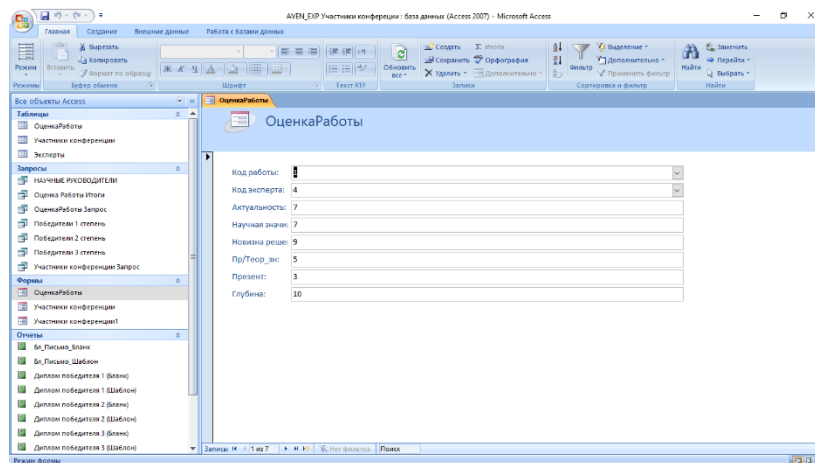 AVEN_EXP Участники конфереции : база данных (Access 2007) - Microsoft Access
Главная Создание Внешние данные Работа с базами данных
Режим
Режимы
Вставить
Вырезать
Копировать
Формат по образцу
Буфер обмена
Ж К Ч
Шрифт
Текст RTF
Обновить все
Создать
Сохранить
Удалить
Итоги
Орфография
Дополнительно
Записи
Фильтр
Выделение
Дополнительно
Применить фильтр
Сортировка и фильтр
Найти
Заменить
Перейти
Выбрать
Найти
Все объекты Access
Таблицы
ОценкаРаботы
Участники конференции
Эксперты
Запросы
НАУЧНЫЕ РУКОВОДИТЕЛИ
Оценка Работы Итоги
ОценкаРаботы Запрос
Победители 1 степень
Победители 2 степень
Победители 3 степень
Участники конференции Запрос
Формы
ОценкаРаботы
Участники конференции
Участники конференции1
Отчеты
Бл_Письмо_Бланк
Бл_Письмо_Шаблон
Диплом победителя 1 (Бланк)
Диплом победителя 1 (Шаблон)
Диплом победителя 2 (Бланк)
Диплом победителя 2 (Шаблон)
Диплом победителя 3 (Бланк)
Диплом победителя 3 (Шаблон)
ОценкаРаботы
ОценкаРаботы
Код работы: 1
Код эксперта: 4
Актуальность: 7
Научная значи: 7
Новизна реше: 9
Пр/Теор_зн: 5
Презент: 3
Глубина: 10
Записи: 1 из 7 Нет фильтра Поиск
Режим формы